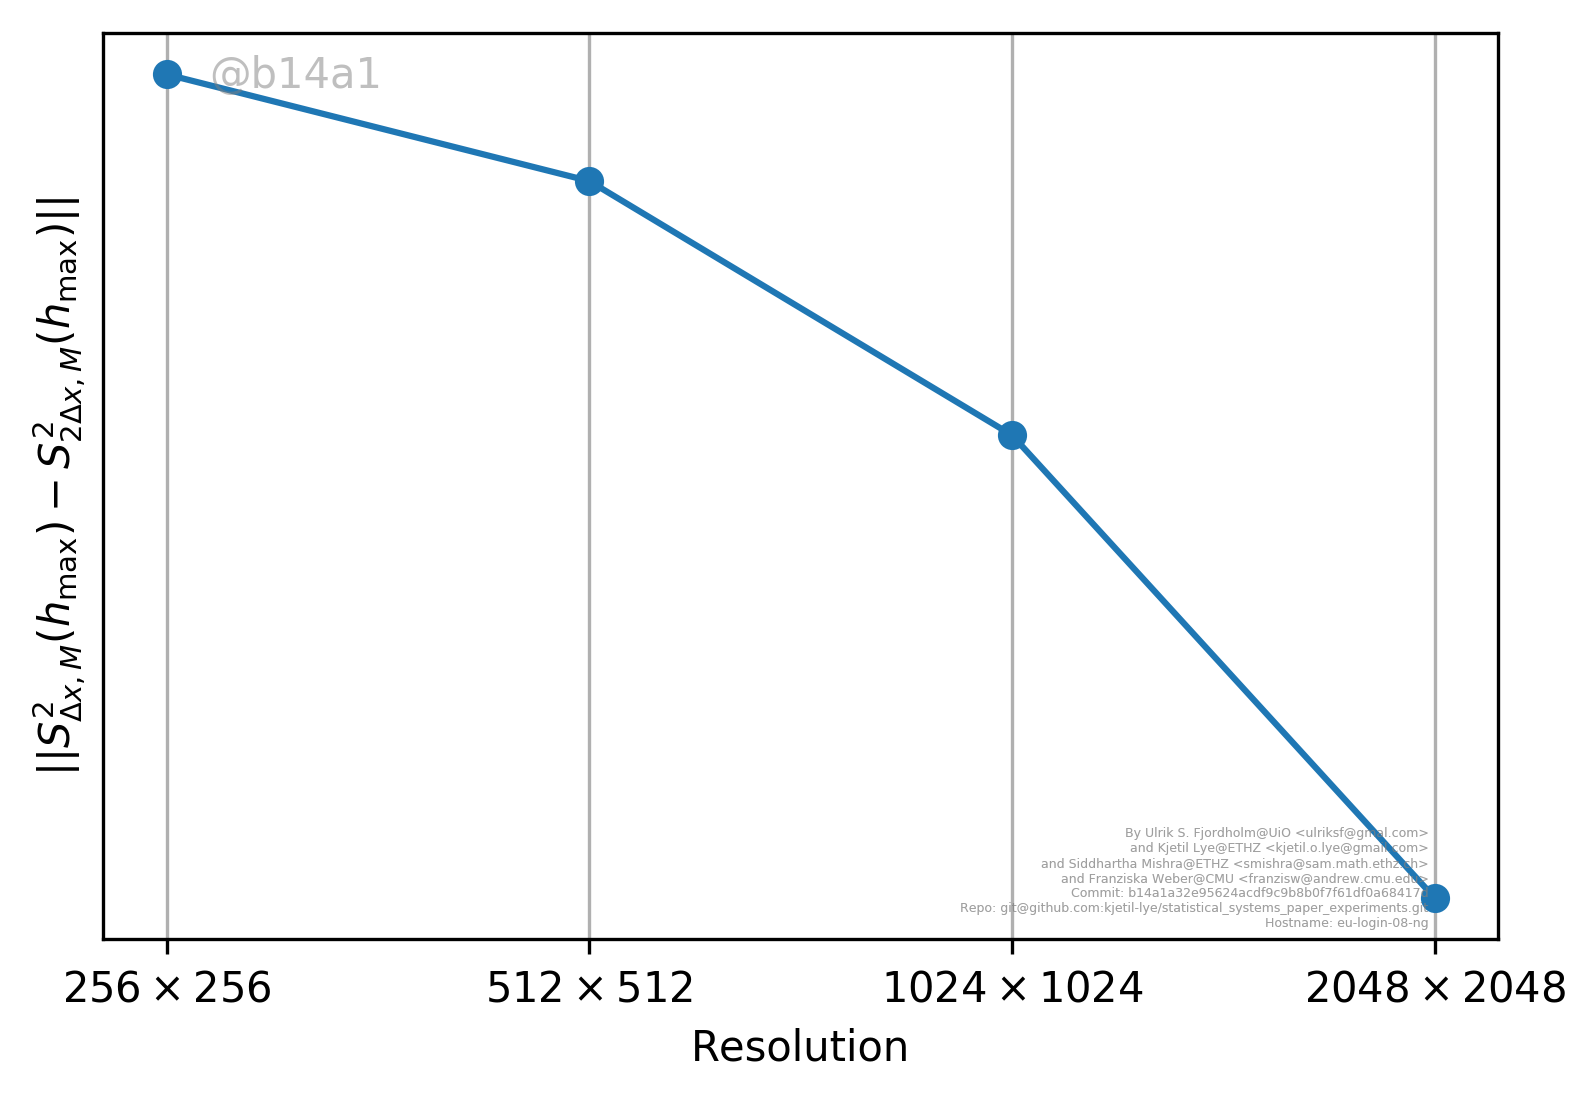 @b14a1
||S²_{Δx,M}(h_max) − S²_{2Δx,M}(h_max)||
By Ulrik S. Fjordholm@UiO <ulriksf@gmail.com>
and Kjetil Lye@ETHZ <kjetil.o.lye@gmail.com>
and Siddhartha Mishra@ETHZ <smishra@sam.math.ethz.ch>
and Franziska Weber@CMU <franzisw@andrew.cmu.edu>
Commit:
Repo: git@github.com:kjetil-lye/statistical_systems_paper_experiments.git
Hostname: eu-login-08-ng
256 × 256 512 × 512 1024 × 1024 2048 × 2048
Resolution